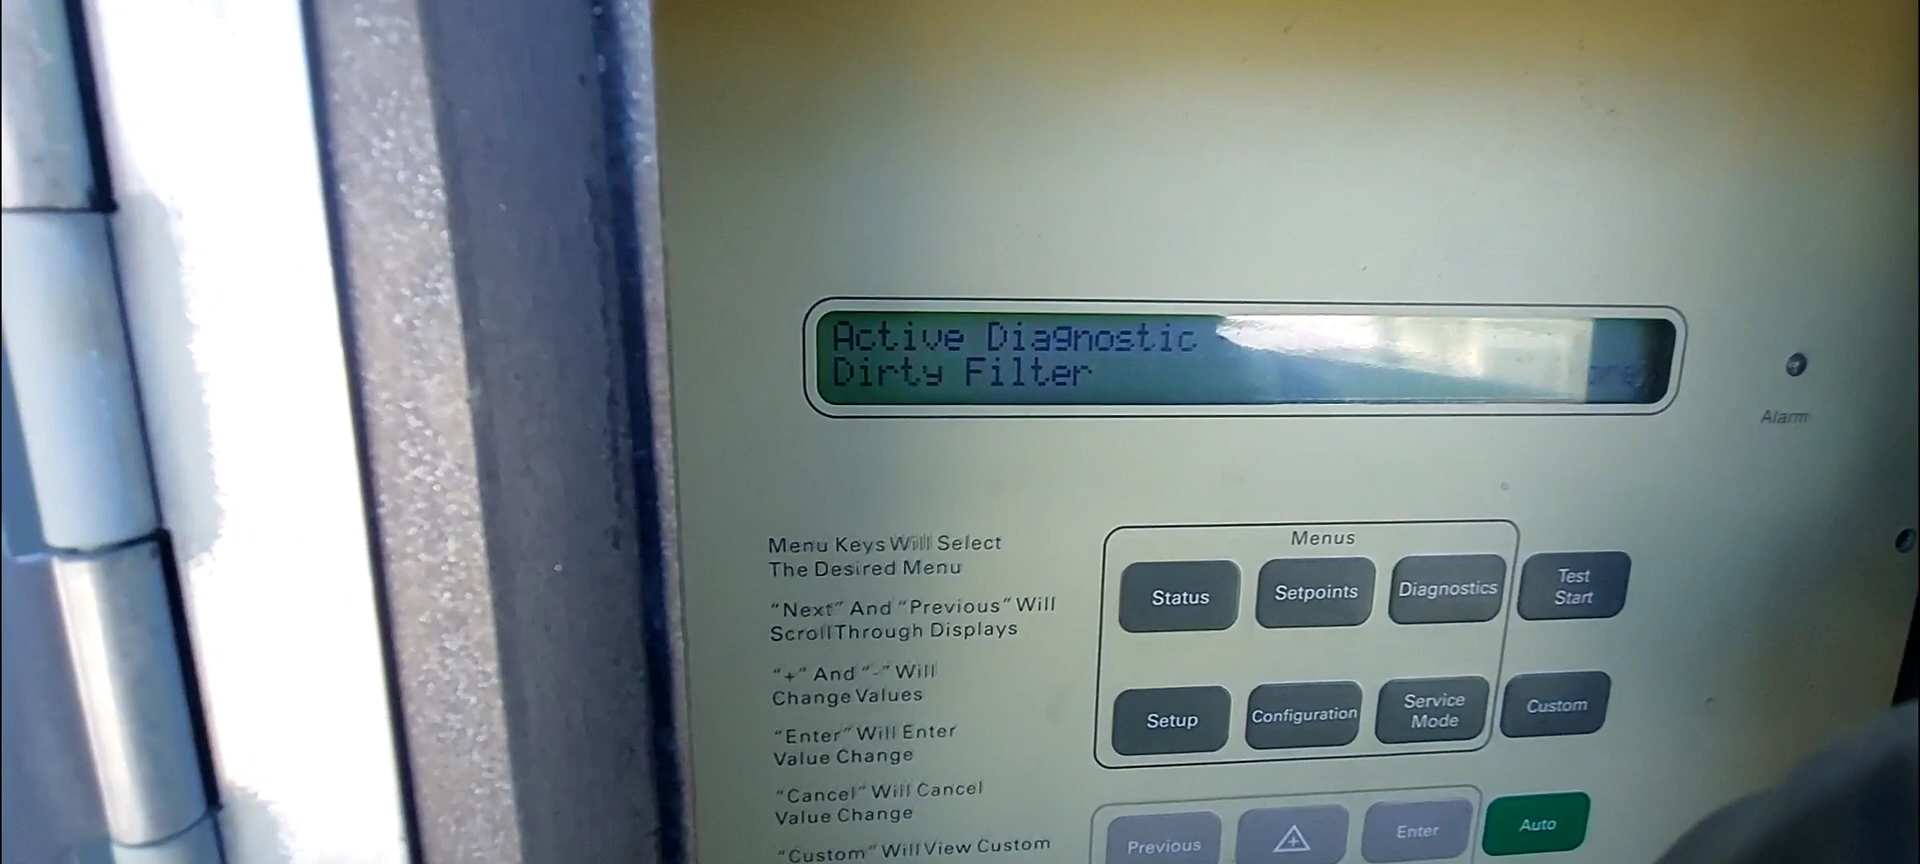 Active Diagnostic
Dirty Filter
Alarm
Menu Keys Will Select
The Desired Menu
"Next" And "Previous" Will
Scroll Through Displays
"+" And "-" Will
Change Values
"Enter" Will Enter
Value Change
"Cancel" Will Cancel
Value Change
"Custom" Will View Custom
Menus
Status
Setpoints
Diagnostics
Test
Start
Setup
Configuration
Service
Mode
Custom
Previous
+
Enter
Auto